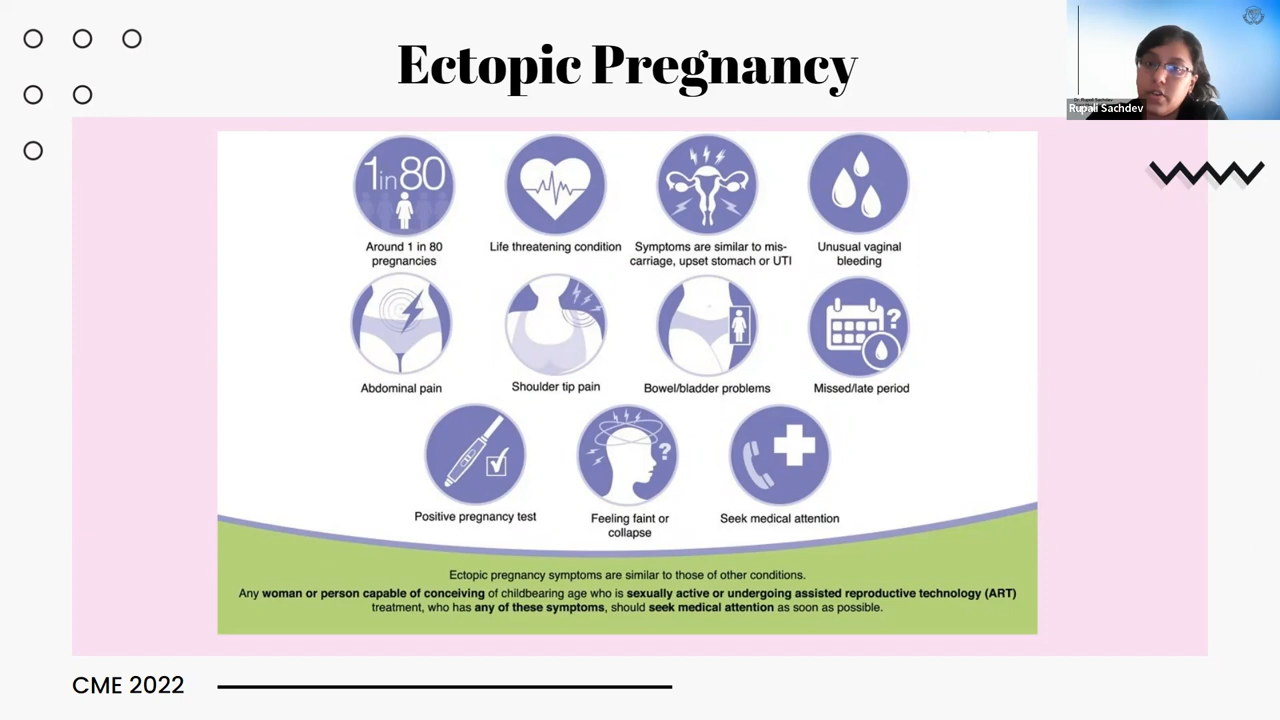 Ectopic Pregnancy
Rupali Sachdev
1 in 80
Around 1 in 80
pregnancies
Life threatening condition
Symptoms are similar to mis-
carriage, upset stomach or UTI
Unusual vaginal
bleeding
Abdominal pain
Shoulder tip pain
Bowel/bladder problems
?
Missed/late period
Positive pregnancy test
?
Feeling faint or
collapse
Seek medical attention
Ectopic pregnancy symptoms are similar to those of other conditions.
Any woman or person capable of conceiving of childbearing age who is sexually active or undergoing assisted reproductive technology (ART)
treatment, who has any of these symptoms, should seek medical attention as soon as possible.
CME 2022